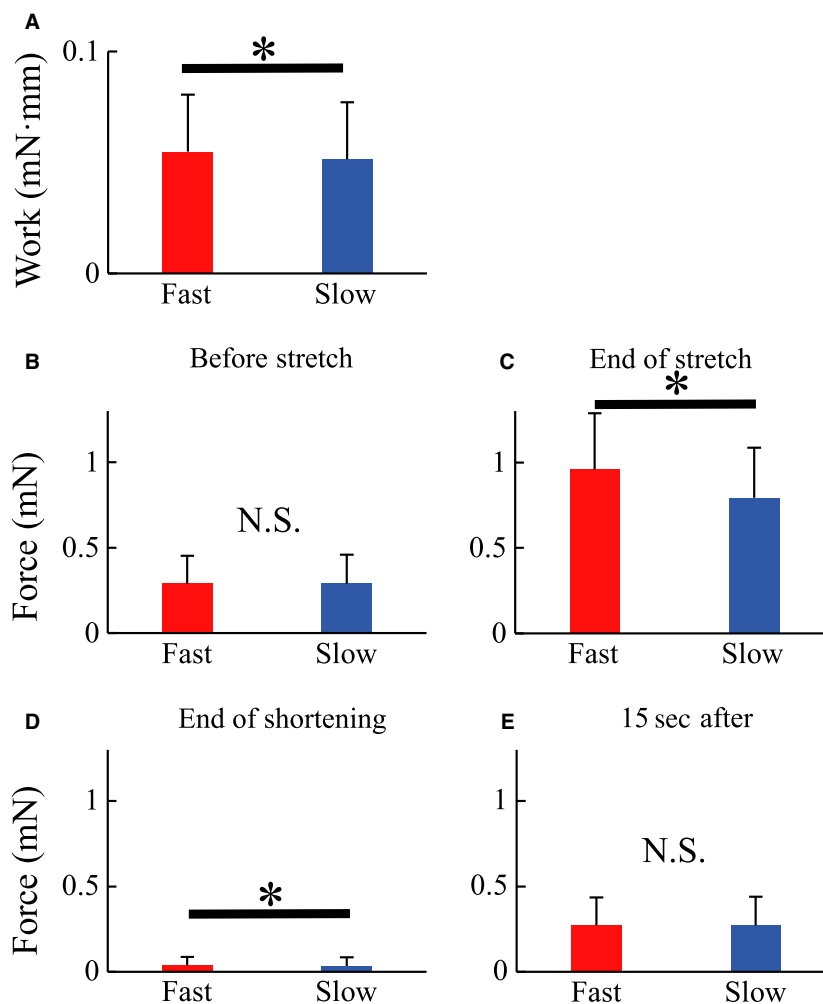 A
0.1
*
Work (mN·mm)
0
Fast Slow
B Before stretch
1
N.S.
Force (mN)
0.5
0
Fast Slow
C End of stretch
*
1
0.5
0
Fast Slow
D End of shortening
1
Force (mN)
0.5
*
0
Fast Slow
E 15 sec after
1
N.S.
0.5
0
Fast Slow